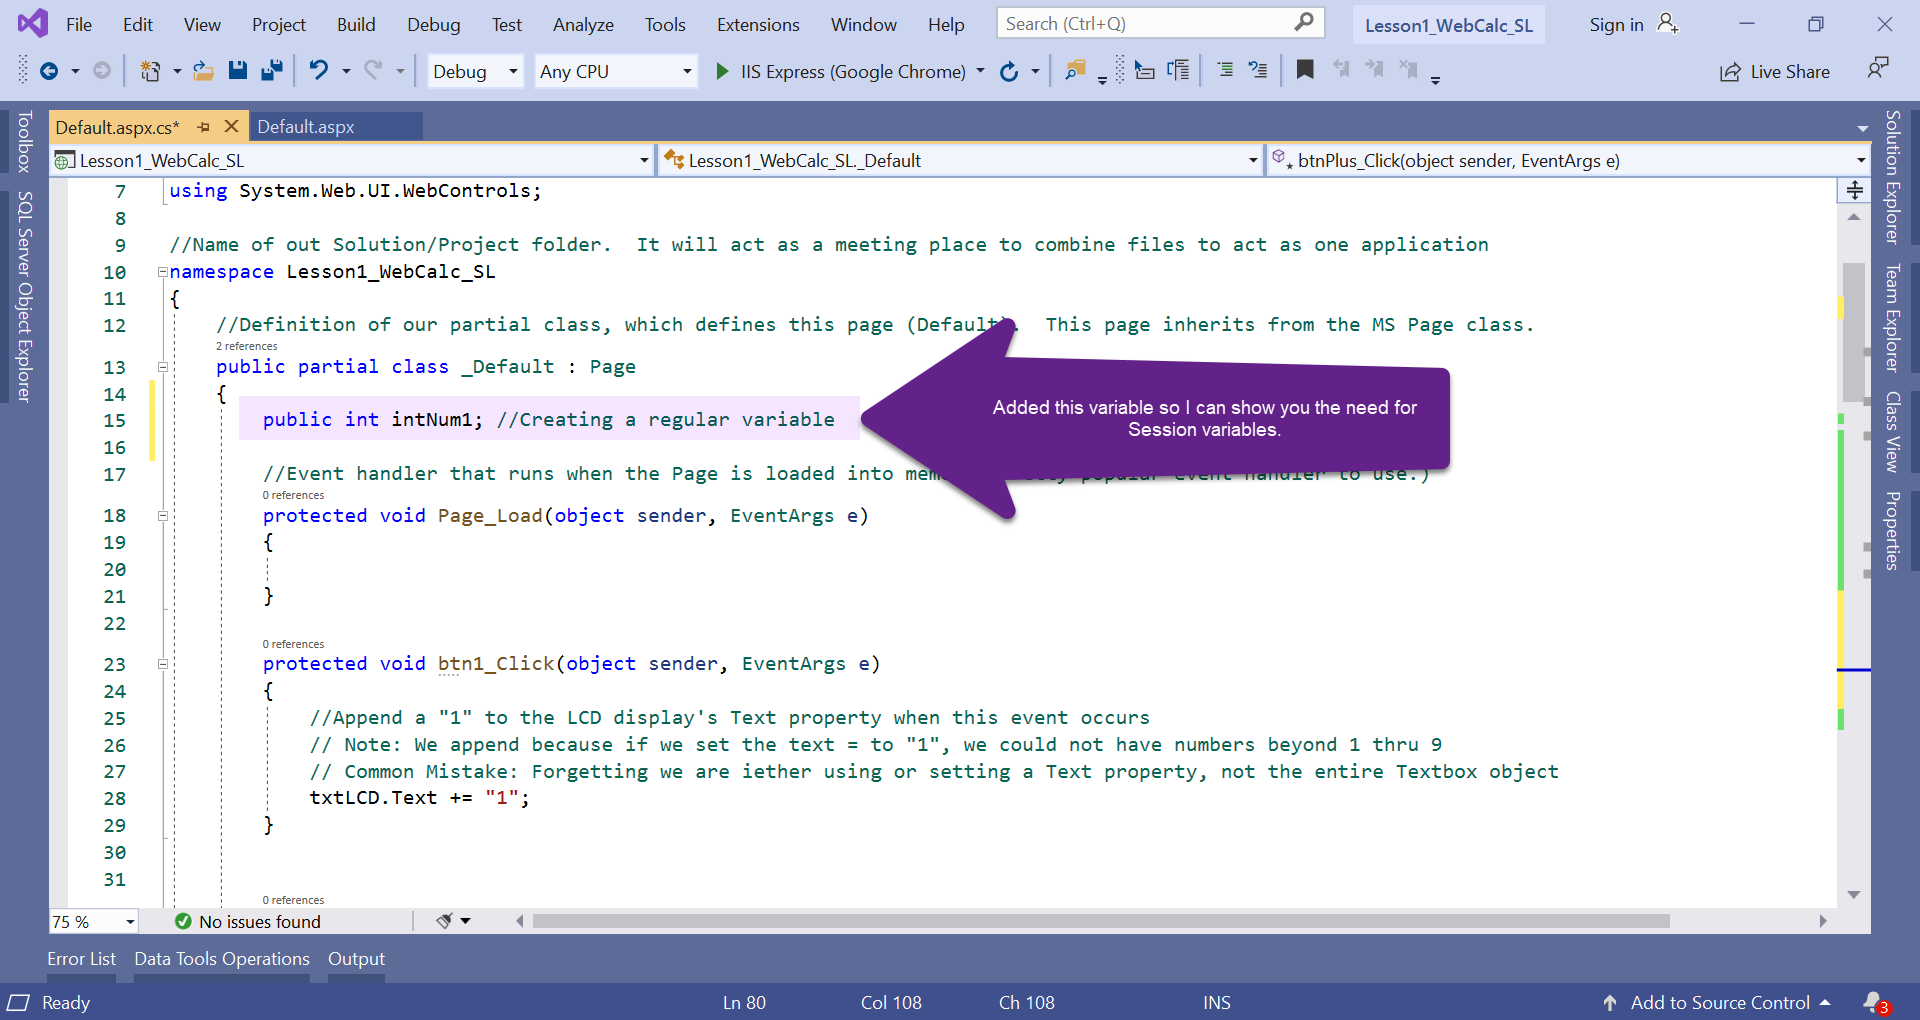 File Edit View Project Build Debug Test Analyze Tools Extensions Window Help Search (Ctrl+Q) Lesson1_WebCalc_SL Sign in
Debug Any CPU IIS Express (Google Chrome) Live Share
Default.aspx.cs* Default.aspx
Lesson1_WebCalc_SL Lesson1_WebCalc_SL._Default btnPlus_Click(object sender, EventArgs e)
Toolbox
SQL Server Object Explorer
7 using System.Web.UI.WebControls;
8
9 //Name of out Solution/Project folder.  It will act as a meeting place to combine files to act as one application
10 namespace Lesson1_WebCalc_SL
11 {
12 //Definition of our partial class, which defines this page (Default).  This page inherits from the MS Page class.
2 references
13 public partial class _Default : Page
14 {
15 public int intNum1; //Creating a regular variable
Added this variable so I can show you the need for
Session variables.
16
17 //Event handler that runs when the Page is loaded into popular event handler to use.)
0 references
18 protected void Page_Load(object sender, EventArgs e)
19 {
20
21 }
22
0 references
23 protected void btn1_Click(object sender, EventArgs e)
24 {
25 //Append a "1" to the LCD display's Text property when this event occurs
26 // Note: We append because if we set the text = to "1", we could not have numbers beyond 1 thru 9
27 // Common Mistake: Forgetting we are iether using or setting a Text property, not the entire Textbox object
28 txtLCD.Text += "1";
29 }
30
31
0 references
Solution Explorer
Team Explorer
Class View
Properties
75 % No issues found
Error List Data Tools Operations Output
Ready Ln 80 Col 108 Ch 108 INS Add to Source Control 3